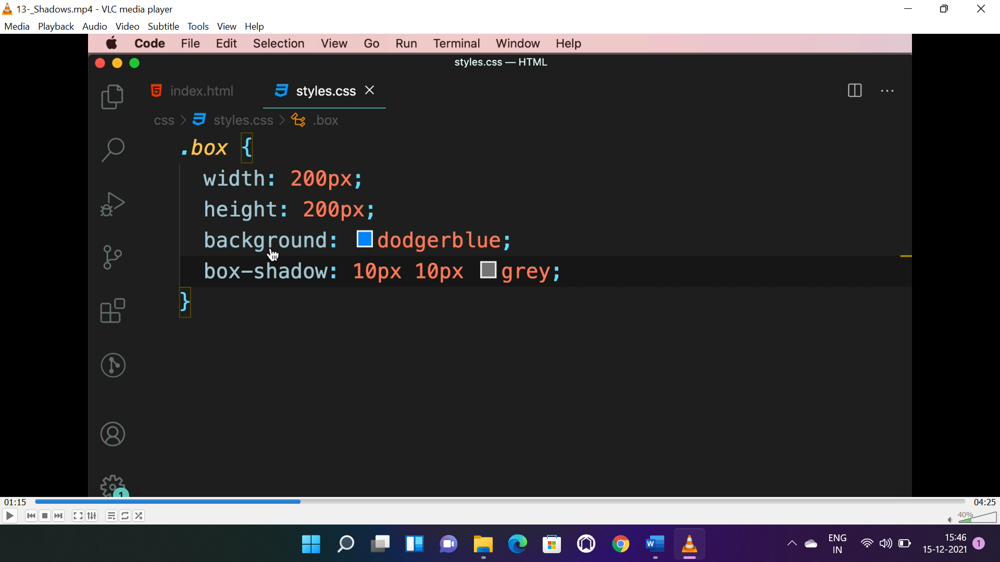 13-_Shadows.mp4 - VLC media player
Media Playback Audio Video Subtitle Tools View Help
Code File Edit Selection View Go Run Terminal Window Help
styles.css — HTML
index.html styles.css
css > styles.css > .box
.box {
width: 200px;
height: 200px;
background: dodgerblue;
box-shadow: 10px 10px grey;
}
1
01:15 04:25
40%
ENG 15:46
IN 15-12-2021 1